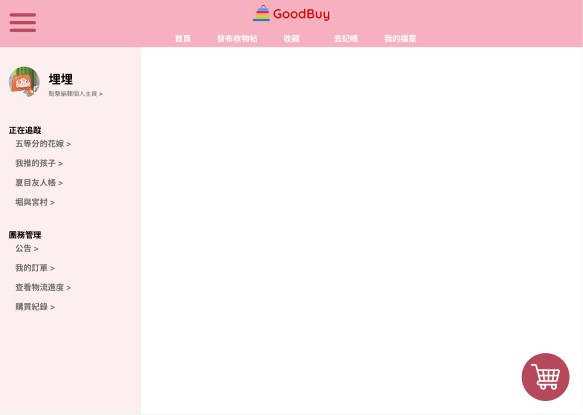 GoodBuy
首頁 發布收物帖 收藏 去記帳 我的檔案
埋埋
點擊編輯個人主頁 >
正在追蹤
五等分的花嫁 >
我推的孩子 >
夏目友人帳 >
堀與宮村 >
團務管理
公告 >
我的訂單 >
查看物流進度 >
購買紀錄 >